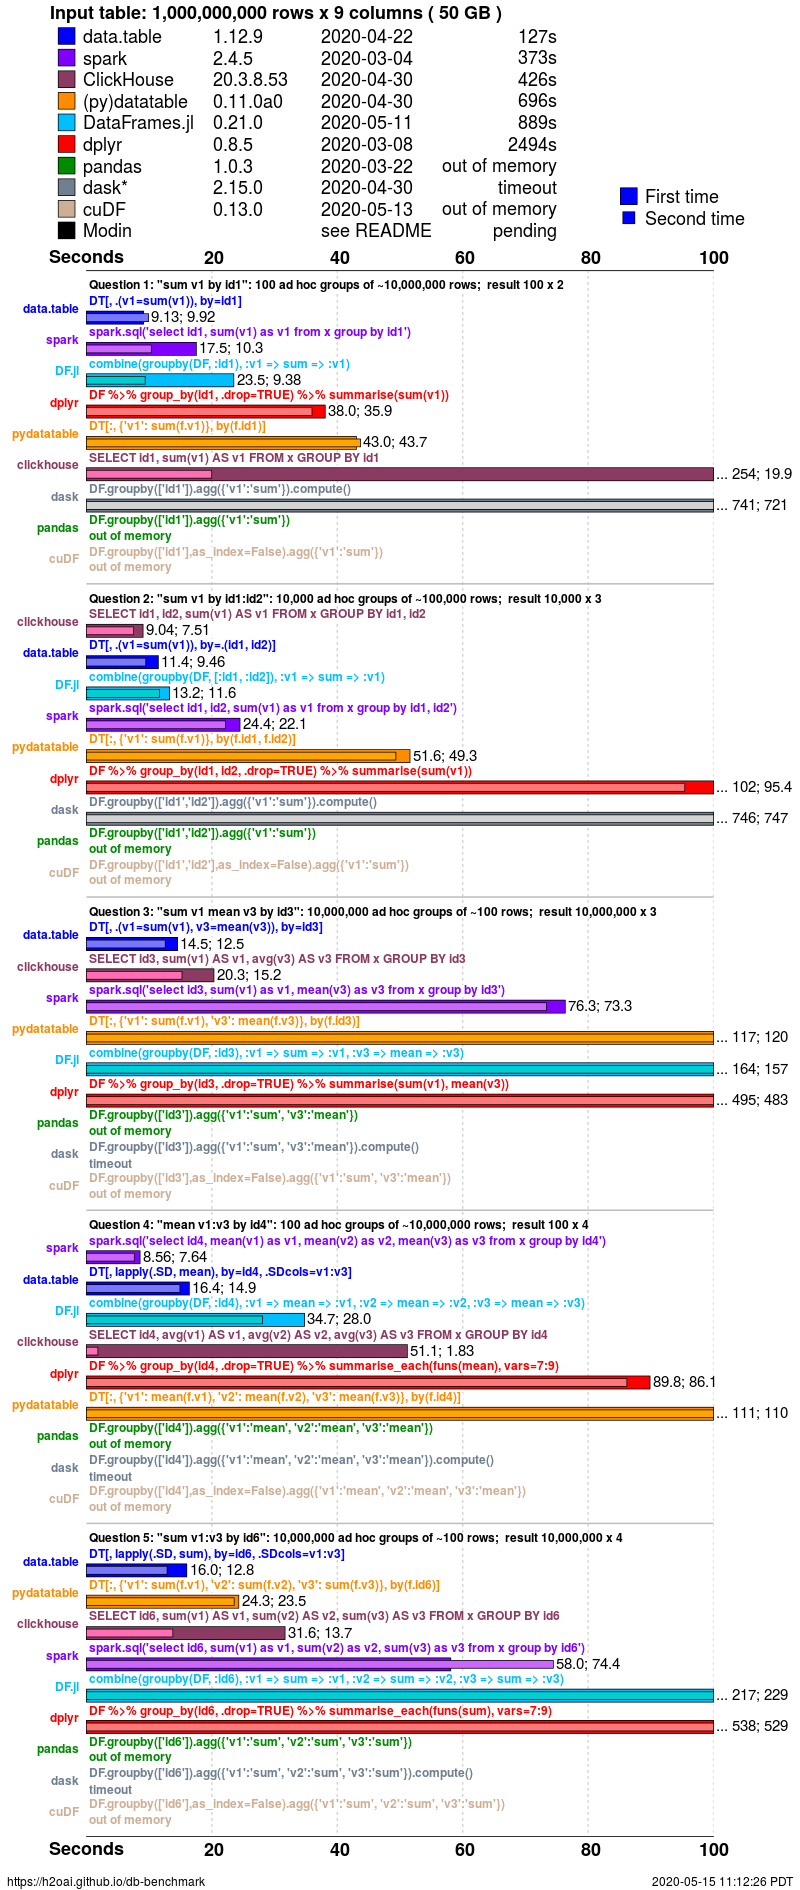 Input table: 1,000,000,000 rows x 9 columns ( 50 GB )
data.table 1.12.9 2020-04-22 127s
spark 2.4.5 2020-03-04 373s
ClickHouse 20.3.8.53 2020-04-30 426s
(py)datatable 0.11.0a0 2020-04-30 696s
DataFrames.jl 0.21.0 2020-05-11 889s
dplyr 0.8.5 2020-03-08 2494s
pandas 1.0.3 2020-03-22 out of memory
dask* 2.15.0 2020-04-30 timeout
cuDF 0.13.0 2020-05-13 out of memory
Modin see README pending
First time
Second time
Seconds 20 40 60 80 100
Question 1: "sum v1 by id1": 100 ad hoc groups of ~10,000,000 rows; result 100 x 2
DT[, .(v1=sum(v1)), by=id1]
data.table 9.13; 9.92
spark.sql('select id1, sum(v1) as v1 from x group by id1')
spark 17.5; 10.3
combine(groupby(DF, :id1), :v1 => sum => :v1)
DF.jl 23.5; 9.38
DF %>% group_by(id1, .drop=TRUE) %>% summarise(sum(v1))
dplyr 38.0; 35.9
DT[:, {'v1': sum(f.v1)}, by(f.id1)]
pydatatable 43.0; 43.7
SELECT id1, sum(v1) AS v1 FROM x GROUP BY id1
clickhouse ... 254; 19.9
DF.groupby(['id1']).agg({'v1':'sum'}).compute()
dask ... 741; 721
DF.groupby(['id1']).agg({'v1':'sum'})
pandas out of memory
DF.groupby(['id1'],as_index=False).agg({'v1':'sum'})
cuDF out of memory
Question 2: "sum v1 by id1:id2": 10,000 ad hoc groups of ~100,000 rows; result 10,000 x 3
SELECT id1, id2, sum(v1) AS v1 FROM x GROUP BY id1, id2
clickhouse 9.04; 7.51
DT[, .(v1=sum(v1)), by=.(id1, id2)]
data.table 11.4; 9.46
combine(groupby(DF, [:id1, :id2]), :v1 => sum => :v1)
DF.jl 13.2; 11.6
spark.sql('select id1, id2, sum(v1) as v1 from x group by id1, id2')
spark 24.4; 22.1
DT[:, {'v1': sum(f.v1)}, by(f.id1, f.id2)]
pydatatable 51.6; 49.3
DF %>% group_by(id1, id2, .drop=TRUE) %>% summarise(sum(v1))
dplyr ... 102; 95.4
DF.groupby(['id1','id2']).agg({'v1':'sum'}).compute()
dask ... 746; 747
DF.groupby(['id1','id2']).agg({'v1':'sum'})
pandas out of memory
DF.groupby(['id1','id2'],as_index=False).agg({'v1':'sum'})
cuDF out of memory
Question 3: "sum v1 mean v3 by id3": 10,000,000 ad hoc groups of ~100 rows; result 10,000,000 x 3
DT[, .(v1=sum(v1), v3=mean(v3)), by=id3]
data.table 14.5; 12.5
SELECT id3, sum(v1) AS v1, avg(v3) AS v3 FROM x GROUP BY id3
clickhouse 20.3; 15.2
spark.sql('select id3, sum(v1) as v1, mean(v3) as v3 from x group by id3')
spark 76.3; 73.3
DT[:, {'v1': sum(f.v1), 'v3': mean(f.v3)}, by(f.id3)]
pydatatable ... 117; 120
combine(groupby(DF, :id3), :v1 => sum => :v1, :v3 => mean => :v3)
DF.jl ... 164; 157
DF %>% group_by(id3, .drop=TRUE) %>% summarise(sum(v1), mean(v3))
dplyr ... 495; 483
DF.groupby(['id3']).agg({'v1':'sum', 'v3':'mean'})
pandas out of memory
DF.groupby(['id3']).agg({'v1':'sum', 'v3':'mean'}).compute()
dask timeout
DF.groupby(['id3'],as_index=False).agg({'v1':'sum', 'v3':'mean'})
cuDF out of memory
Question 4: "mean v1:v3 by id4": 100 ad hoc groups of ~10,000,000 rows; result 100 x 4
spark.sql('select id4, mean(v1) as v1, mean(v2) as v2, mean(v3) as v3 from x group by id4')
spark 8.56; 7.64
DT[, lapply(.SD, mean), by=id4, .SDcols=v1:v3]
data.table 16.4; 14.9
combine(groupby(DF, :id4), :v1 => mean => :v1, :v2 => mean => :v2, :v3 => mean => :v3)
DF.jl 34.7; 28.0
SELECT id4, avg(v1) AS v1, avg(v2) AS v2, avg(v3) AS v3 FROM x GROUP BY id4
clickhouse 51.1; 1.83
DF %>% group_by(id4, .drop=TRUE) %>% summarise_each(funs(mean), vars=7:9)
dplyr 89.8; 86.1
DT[:, {'v1': mean(f.v1), 'v2': mean(f.v2), 'v3': mean(f.v3)}, by(f.id4)]
pydatatable ... 111; 110
DF.groupby(['id4']).agg({'v1':'mean', 'v2':'mean', 'v3':'mean'})
pandas out of memory
DF.groupby(['id4']).agg({'v1':'mean', 'v2':'mean', 'v3':'mean'}).compute()
dask timeout
DF.groupby(['id4'],as_index=False).agg({'v1':'mean', 'v2':'mean', 'v3':'mean'})
cuDF out of memory
Question 5: "sum v1:v3 by id6": 10,000,000 ad hoc groups of ~100 rows; result 10,000,000 x 4
DT[, lapply(.SD, sum), by=id6, .SDcols=v1:v3]
data.table 16.0; 12.8
DT[:, {'v1': sum(f.v1), 'v2': sum(f.v2), 'v3': sum(f.v3)}, by(f.id6)]
pydatatable 24.3; 23.5
SELECT id6, sum(v1) AS v1, sum(v2) AS v2, sum(v3) AS v3 FROM x GROUP BY id6
clickhouse 31.6; 13.7
spark.sql('select id6, sum(v1) as v1, sum(v2) as v2, sum(v3) as v3 from x group by id6')
spark 58.0; 74.4
combine(groupby(DF, :id6), :v1 => sum => :v1, :v2 => sum => :v2, :v3 => sum => :v3)
DF.jl ... 217; 229
DF %>% group_by(id6, .drop=TRUE) %>% summarise_each(funs(sum), vars=7:9)
dplyr ... 538; 529
DF.groupby(['id6']).agg({'v1':'sum', 'v2':'sum', 'v3':'sum'})
pandas out of memory
DF.groupby(['id6']).agg({'v1':'sum', 'v2':'sum', 'v3':'sum'}).compute()
dask timeout
DF.groupby(['id6'],as_index=False).agg({'v1':'sum', 'v2':'sum', 'v3':'sum'})
cuDF out of memory
Seconds 20 40 60 80 100
https://h2oai.github.io/db-benchmark 2020-05-15 11:12:26 PDT